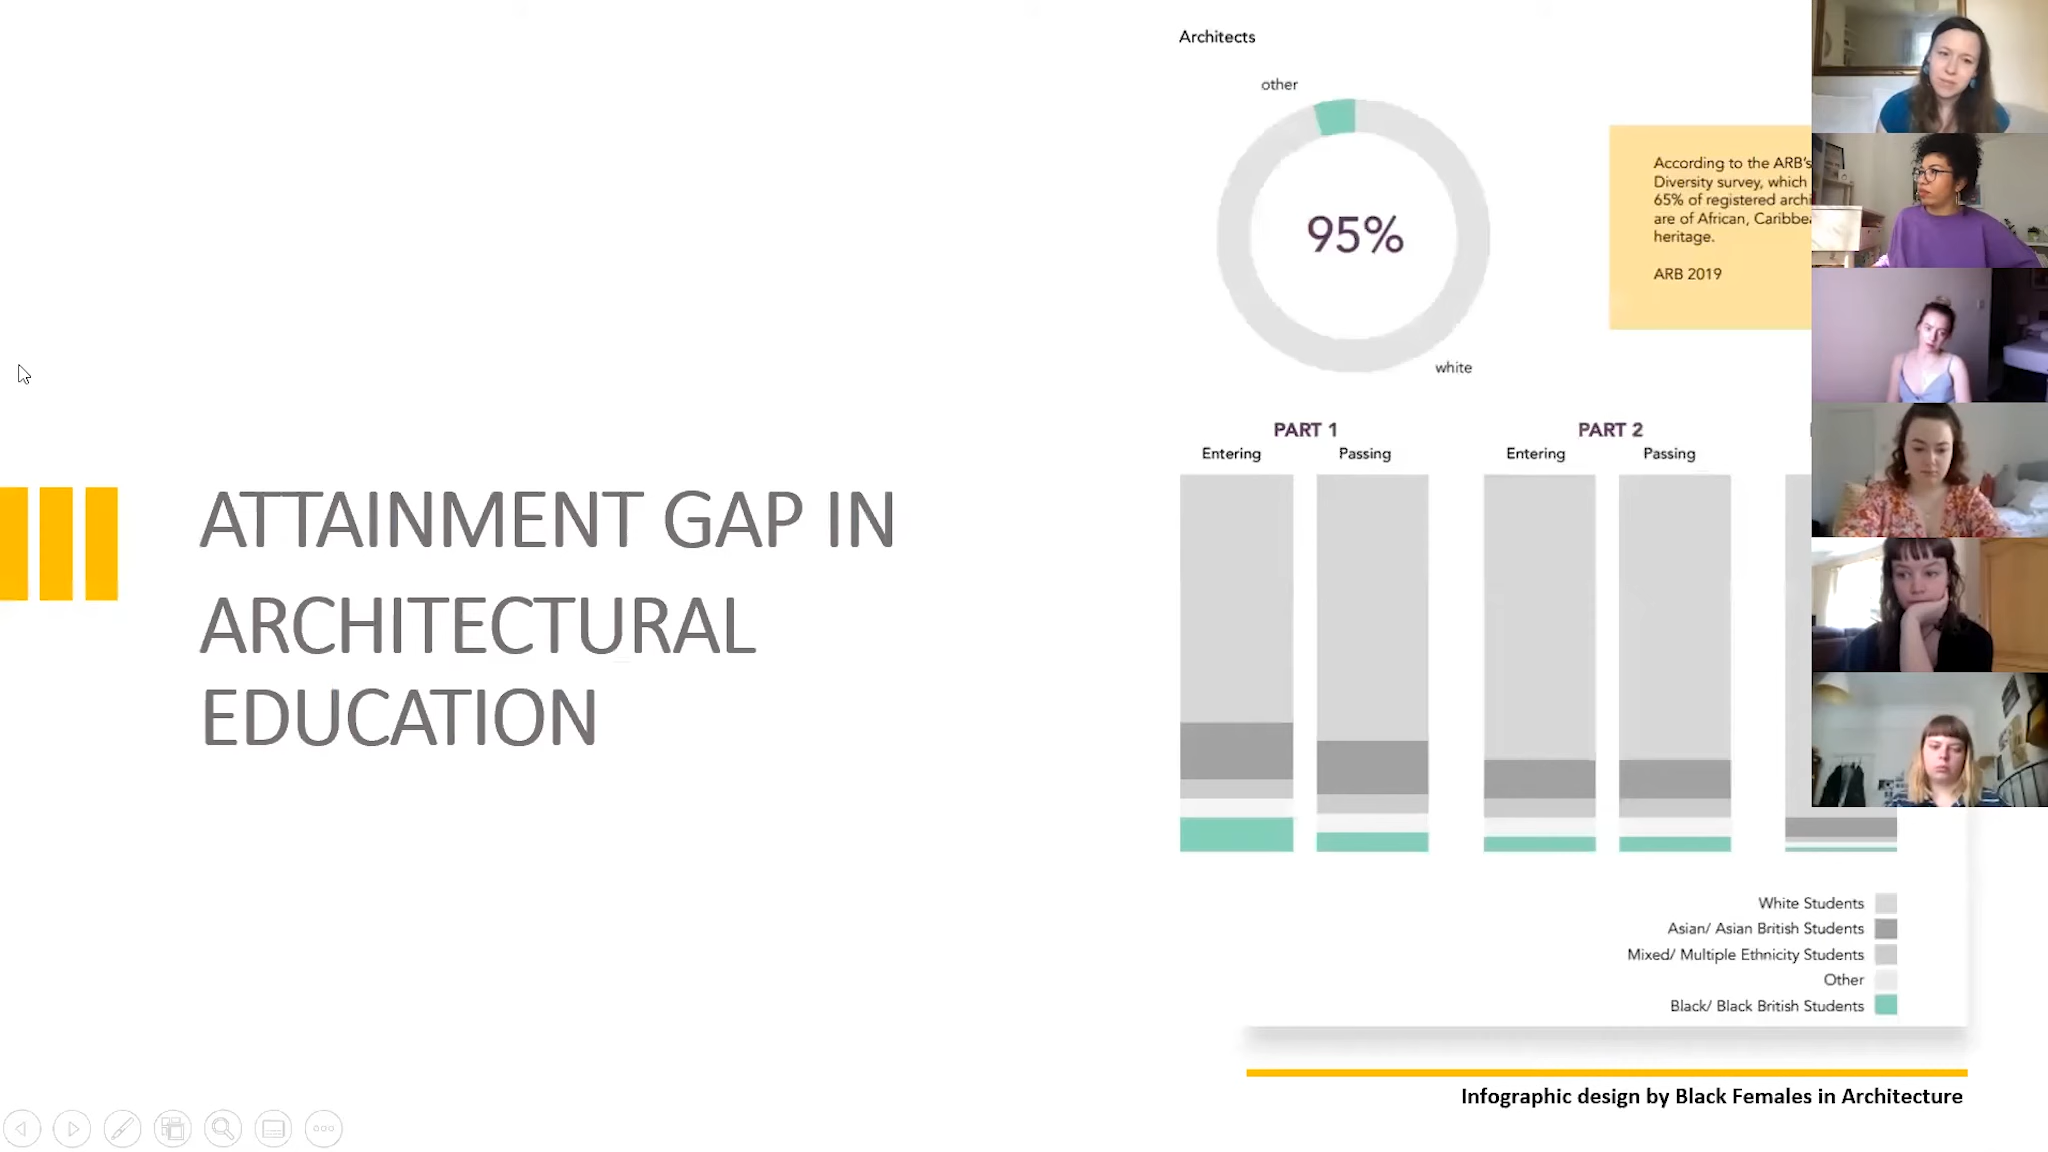 ATTAINMENT GAP IN
ARCHITECTURAL
EDUCATION
Architects
other
95%
white
According to the ARB's
Diversity survey, which
65% of registered archi
are of African, Caribbea
heritage.
ARB 2019
PART 1
PART 2
Entering
Passing
Entering
Passing
White Students
Asian/ Asian British Students
Mixed/ Multiple Ethnicity Students
Other
Black/ Black British Students
Infographic design by Black Females in Architecture